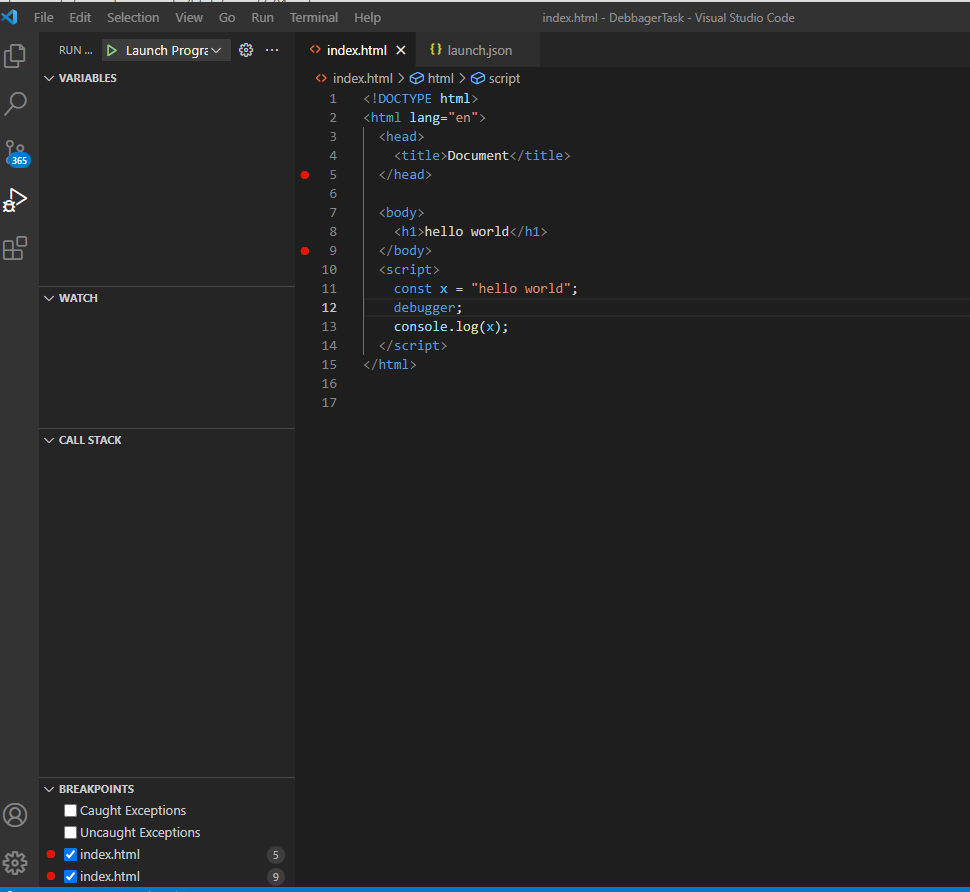 File Edit Selection View Go Run Terminal Help index.html - DebbagerTask - Visual Studio Code
RUN ... Launch Progra ···
index.html launch.json
VARIABLES
index.html > html > script
1 <!DOCTYPE html>
2 <html lang="en">
3 <head>
4 <title>Document</title>
5 </head>
6
7 <body>
8 <h1>hello world</h1>
9 </body>
10 <script>
11 const x = "hello world";
12 debugger;
13 console.log(x);
14 </script>
15 </html>
16
17
365
WATCH
CALL STACK
BREAKPOINTS
Caught Exceptions
Uncaught Exceptions
index.html 5
index.html 9